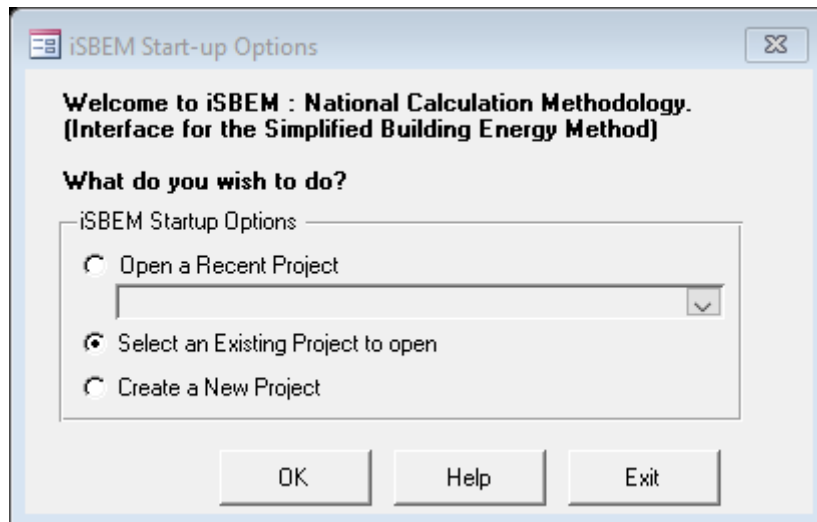 iSBEM Start-up Options
Welcome to iSBEM : National Calculation Methodology.
(Interface for the Simplified Building Energy Method)
What do you wish to do?
iSBEM Startup Options
Open a Recent Project
Select an Existing Project to open
Create a New Project
OK Help Exit